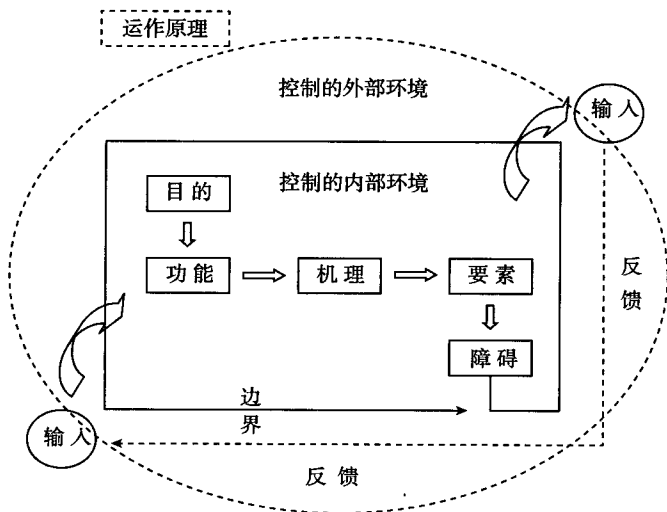 运作原理
控制的外部环境
输入
目的
控制的内部环境
功能
机理
要素
反馈
障碍
边界
输入
反馈